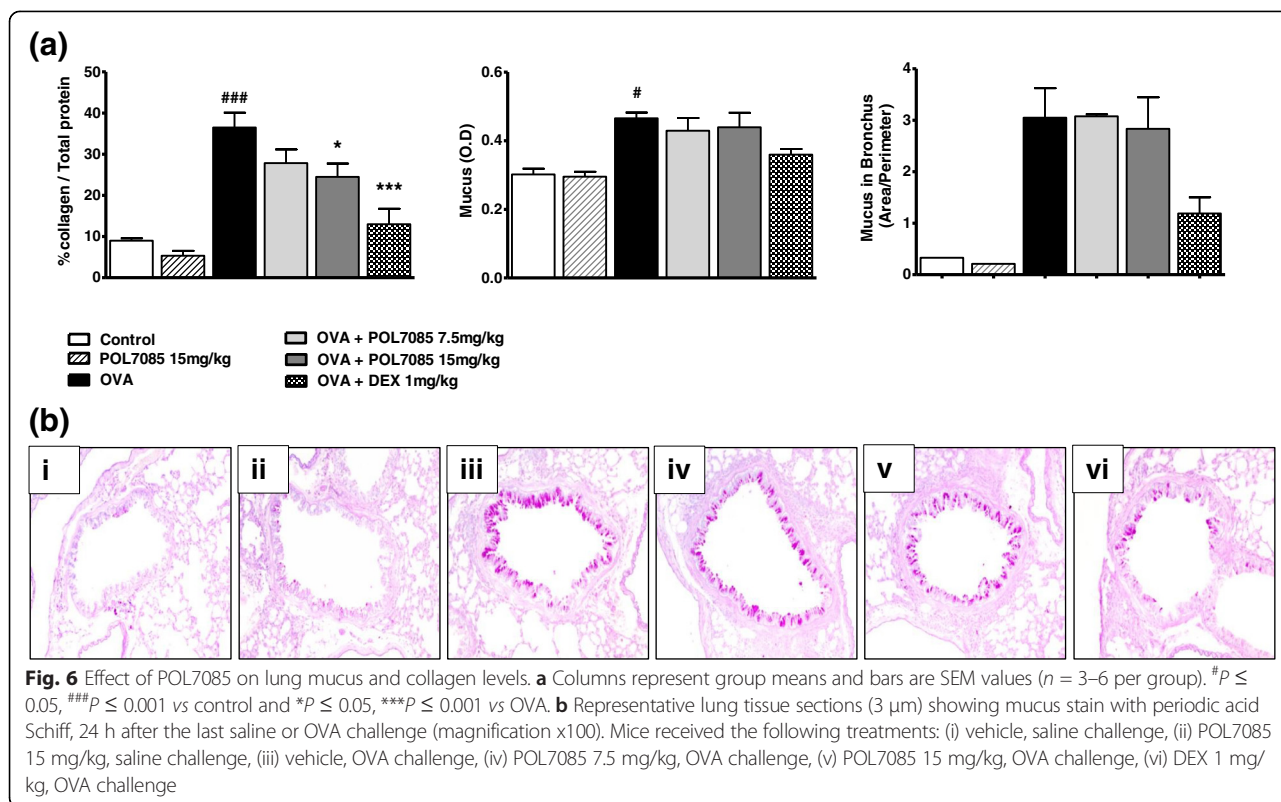 (a)
% collagen / Total protein
50
40
30
20
10
0
###
*
***
Mucus (O.D)
0.6
0.4
0.2
0.0
#
Mucus in Bronchus
(Area/Perimeter)
4
3
2
1
0
Control
POL7085 15mg/kg
OVA
OVA + POL7085 7.5mg/kg
OVA + POL7085 15mg/kg
OVA + DEX 1mg/kg
(b)
i
ii
iii
iv
v
vi
Fig. 6 Effect of POL7085 on lung mucus and collagen levels. a Columns represent group means and bars are SEM values (n = 3–6 per group). #P ≤
0.05, ###P ≤ 0.001 vs control and *P ≤ 0.05, ***P ≤ 0.001 vs OVA. b Representative lung tissue sections (3 μm) showing mucus stain with periodic acid
Schiff, 24 h after the last saline or OVA challenge (magnification x100). Mice received the following treatments: (i) vehicle, saline challenge, (ii) POL7085
15 mg/kg, saline challenge, (iii) vehicle, OVA challenge, (iv) POL7085 7.5 mg/kg, OVA challenge, (v) POL7085 15 mg/kg, OVA challenge, (vi) DEX 1 mg/
kg, OVA challenge